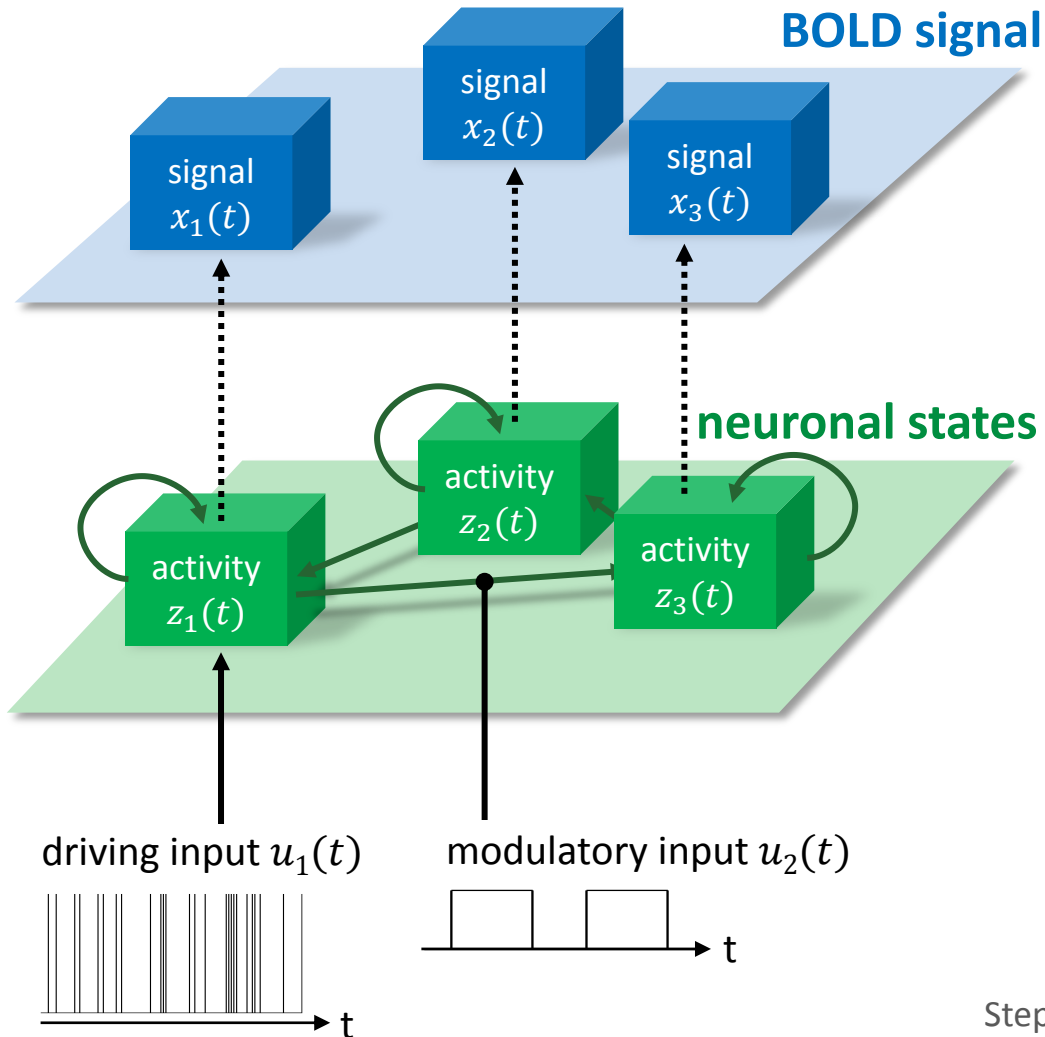 BOLD signal
signal
x₂(t)
signal
x₁(t)
signal
x₃(t)
neuronal states
activity
z₂(t)
activity
z₁(t)
activity
z₃(t)
driving input u₁(t)
modulatory input u₂(t)
t
t
Step